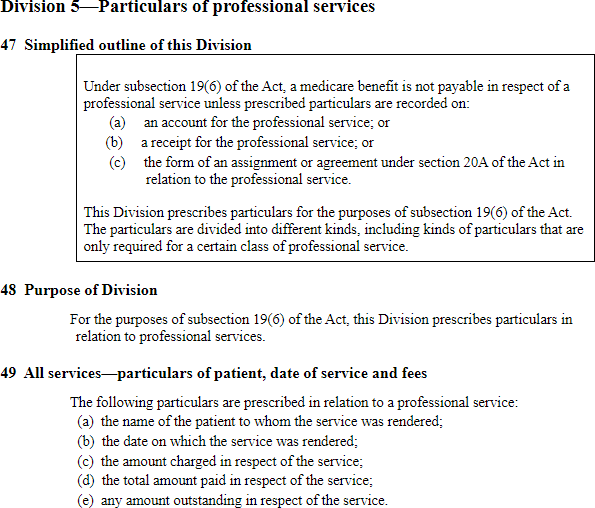 Division 5—Particulars of professional services
47 Simplified outline of this Division
Under subsection 19(6) of the Act, a medicare benefit is not payable in respect of a
professional service unless prescribed particulars are recorded on:
(a) an account for the professional service; or
(b) a receipt for the professional service; or
(c) the form of an assignment or agreement under section 20A of the Act in
relation to the professional service.
This Division prescribes particulars for the purposes of subsection 19(6) of the Act.
The particulars are divided into different kinds, including kinds of particulars that are
only required for a certain class of professional service.
48 Purpose of Division
For the purposes of subsection 19(6) of the Act, this Division prescribes particulars in
relation to professional services.
49 All services—particulars of patient, date of service and fees
The following particulars are prescribed in relation to a professional service:
(a) the name of the patient to whom the service was rendered;
(b) the date on which the service was rendered;
(c) the amount charged in respect of the service;
(d) the total amount paid in respect of the service;
(e) any amount outstanding in respect of the service.